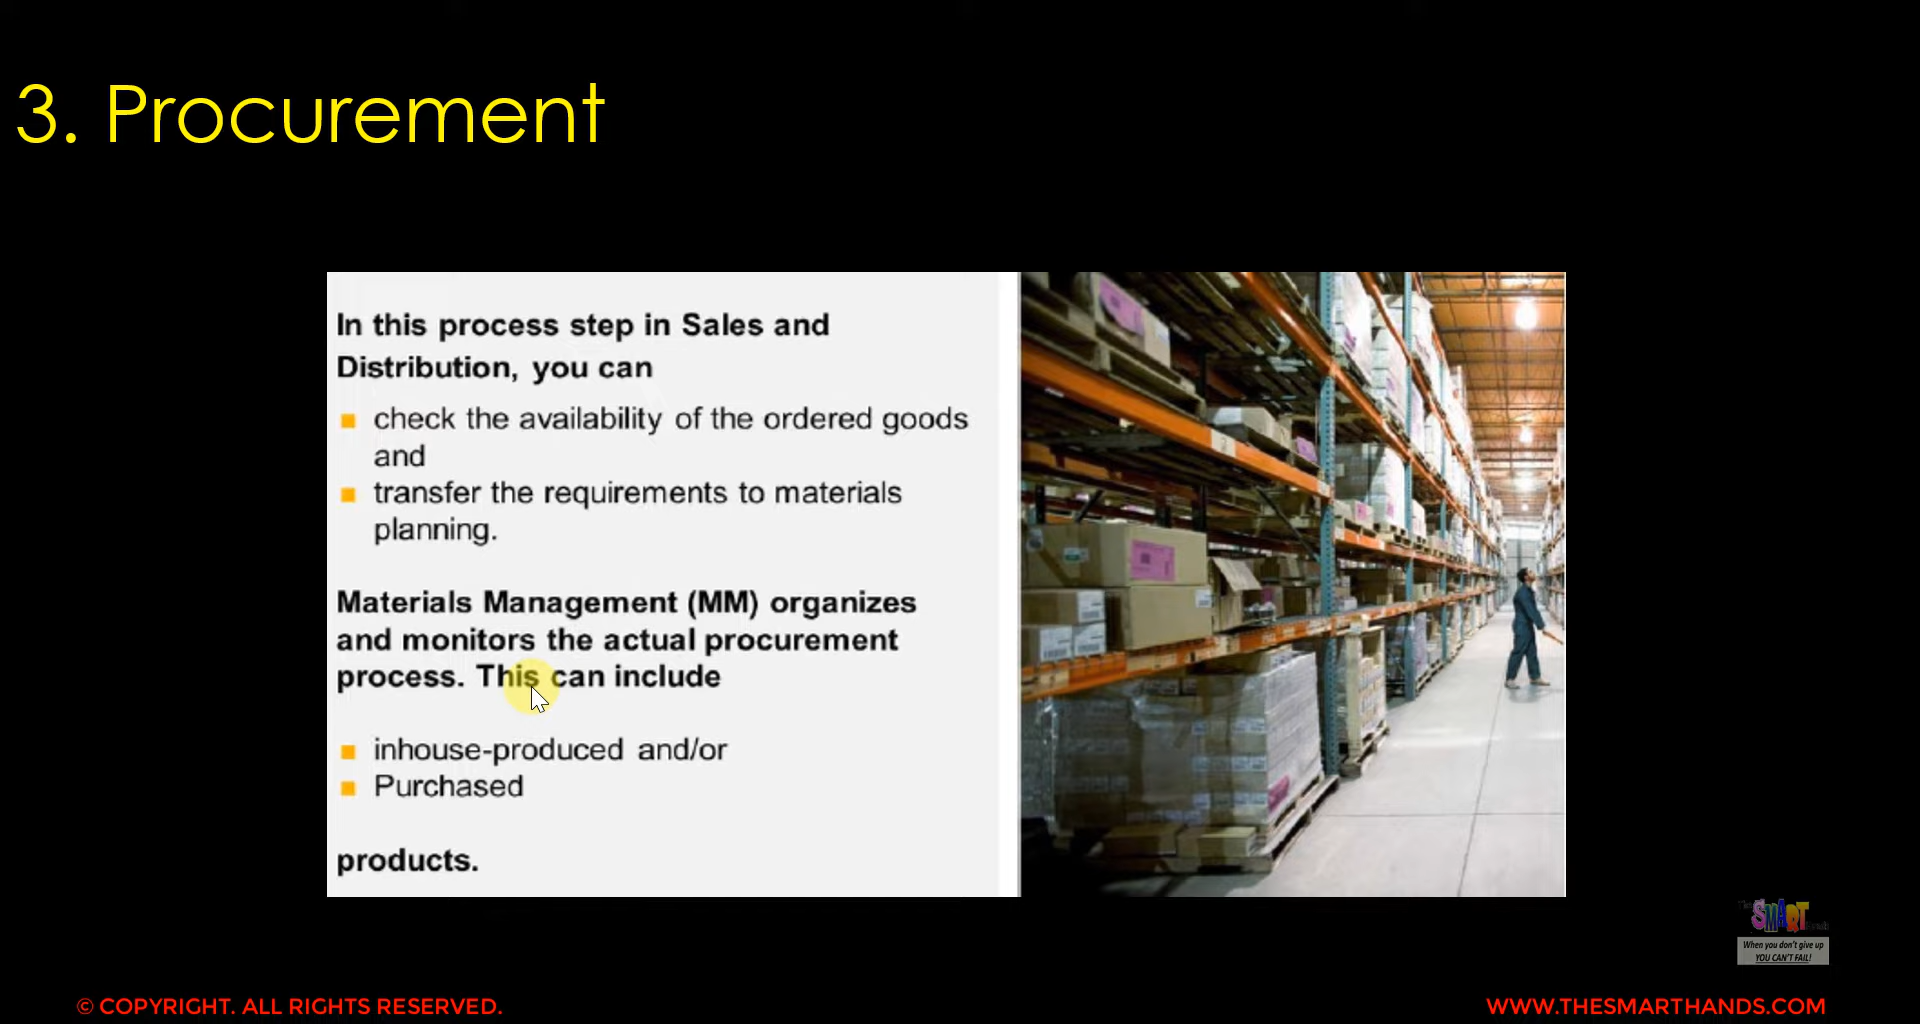 3. Procurement
In this process step in Sales and
Distribution, you can
check the availability of the ordered goods
and
transfer the requirements to materials
planning.
Materials Management (MM) organizes
and monitors the actual procurement
process. This can include
inhouse-produced and/or
Purchased
products.
SMART
When you don't give up
YOU CAN'T FAIL!
© COPYRIGHT. ALL RIGHTS RESERVED.
WWW.THESMARTHANDS.COM